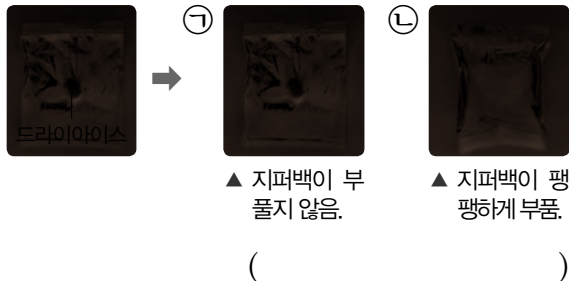 ㉠
㉡
드라이아이스
▲ 지퍼백이 부
풀지 않음.
▲ 지퍼백이 팽
팽하게 부품.
( )